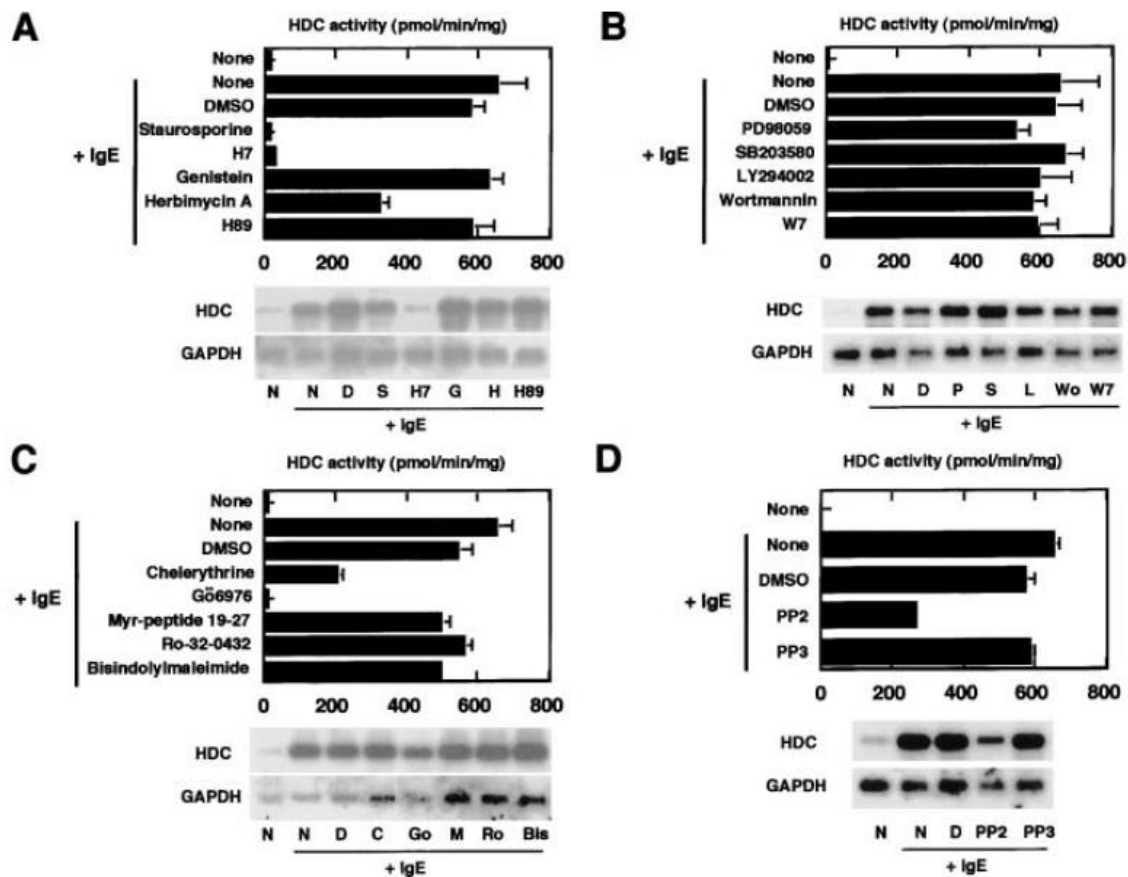 A
HDC activity (pmol/min/mg)
None
None
DMSO
Staurosporine
H7
Genistein
Herbimycin A
H89
+ IgE
0 200 400 600 800
HDC
GAPDH
N N D S H7 G H H89
+ IgE
B
HDC activity (pmol/min/mg)
None
None
DMSO
PD98059
SB203580
LY294002
Wortmannin
W7
+ IgE
0 200 400 600 800
HDC
GAPDH
N N D P S L Wo W7
+ IgE
C
HDC activity (pmol/min/mg)
None
None
DMSO
Chelerythrine
Gö6976
Myr-peptide 19-27
Ro-32-0432
Bisindolylmaleimide
+ IgE
0 200 400 600 800
HDC
GAPDH
N N D C Go M Ro Bis
+ IgE
D
HDC activity (pmol/min/mg)
None
None
DMSO
PP2
PP3
+ IgE
0 200 400 600 800
HDC
GAPDH
N N D PP2 PP3
+ IgE